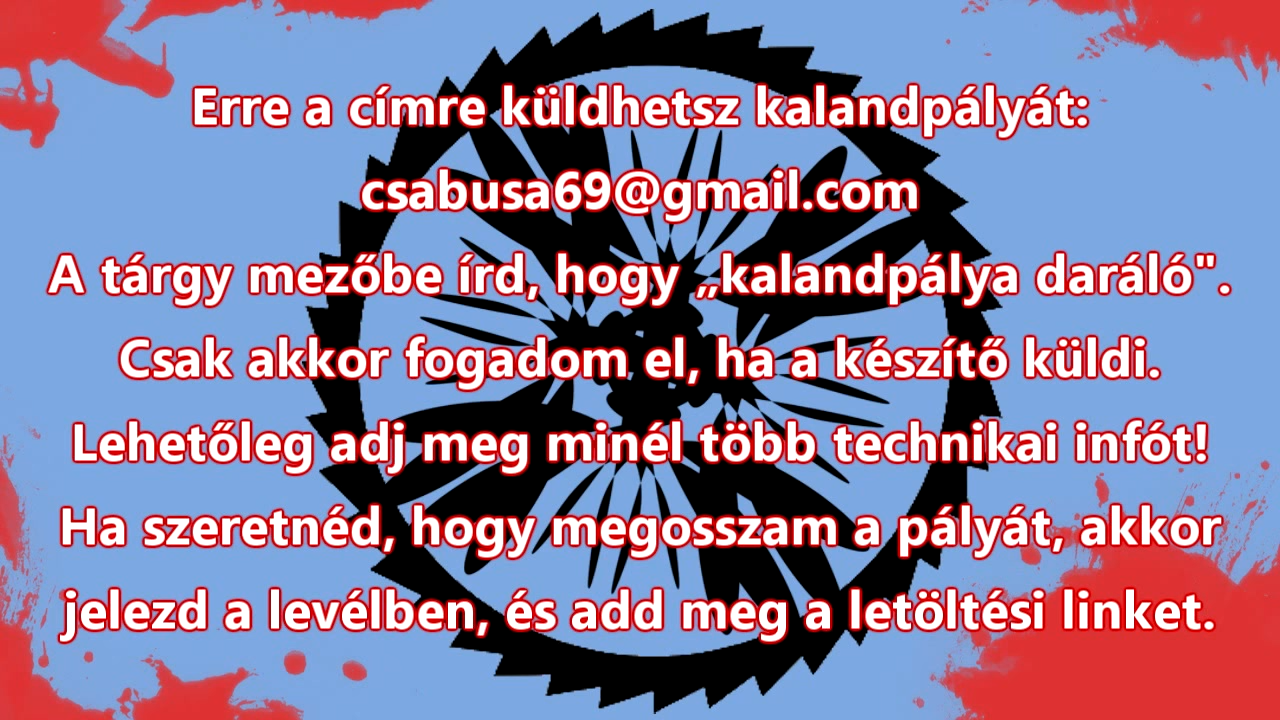 Erre a címre küldhetsz kalandpályát:
csabusa69@gmail.com
A tárgy mezőbe írd, hogy „kalandpálya daráló".
Csak akkor fogadom el, ha a készítő küldi.
Lehetőleg adj meg minél több technikai infót!
Ha szeretnéd, hogy megosszam a pályát, akkor
jelezd a levélben, és add meg a letöltési linket.